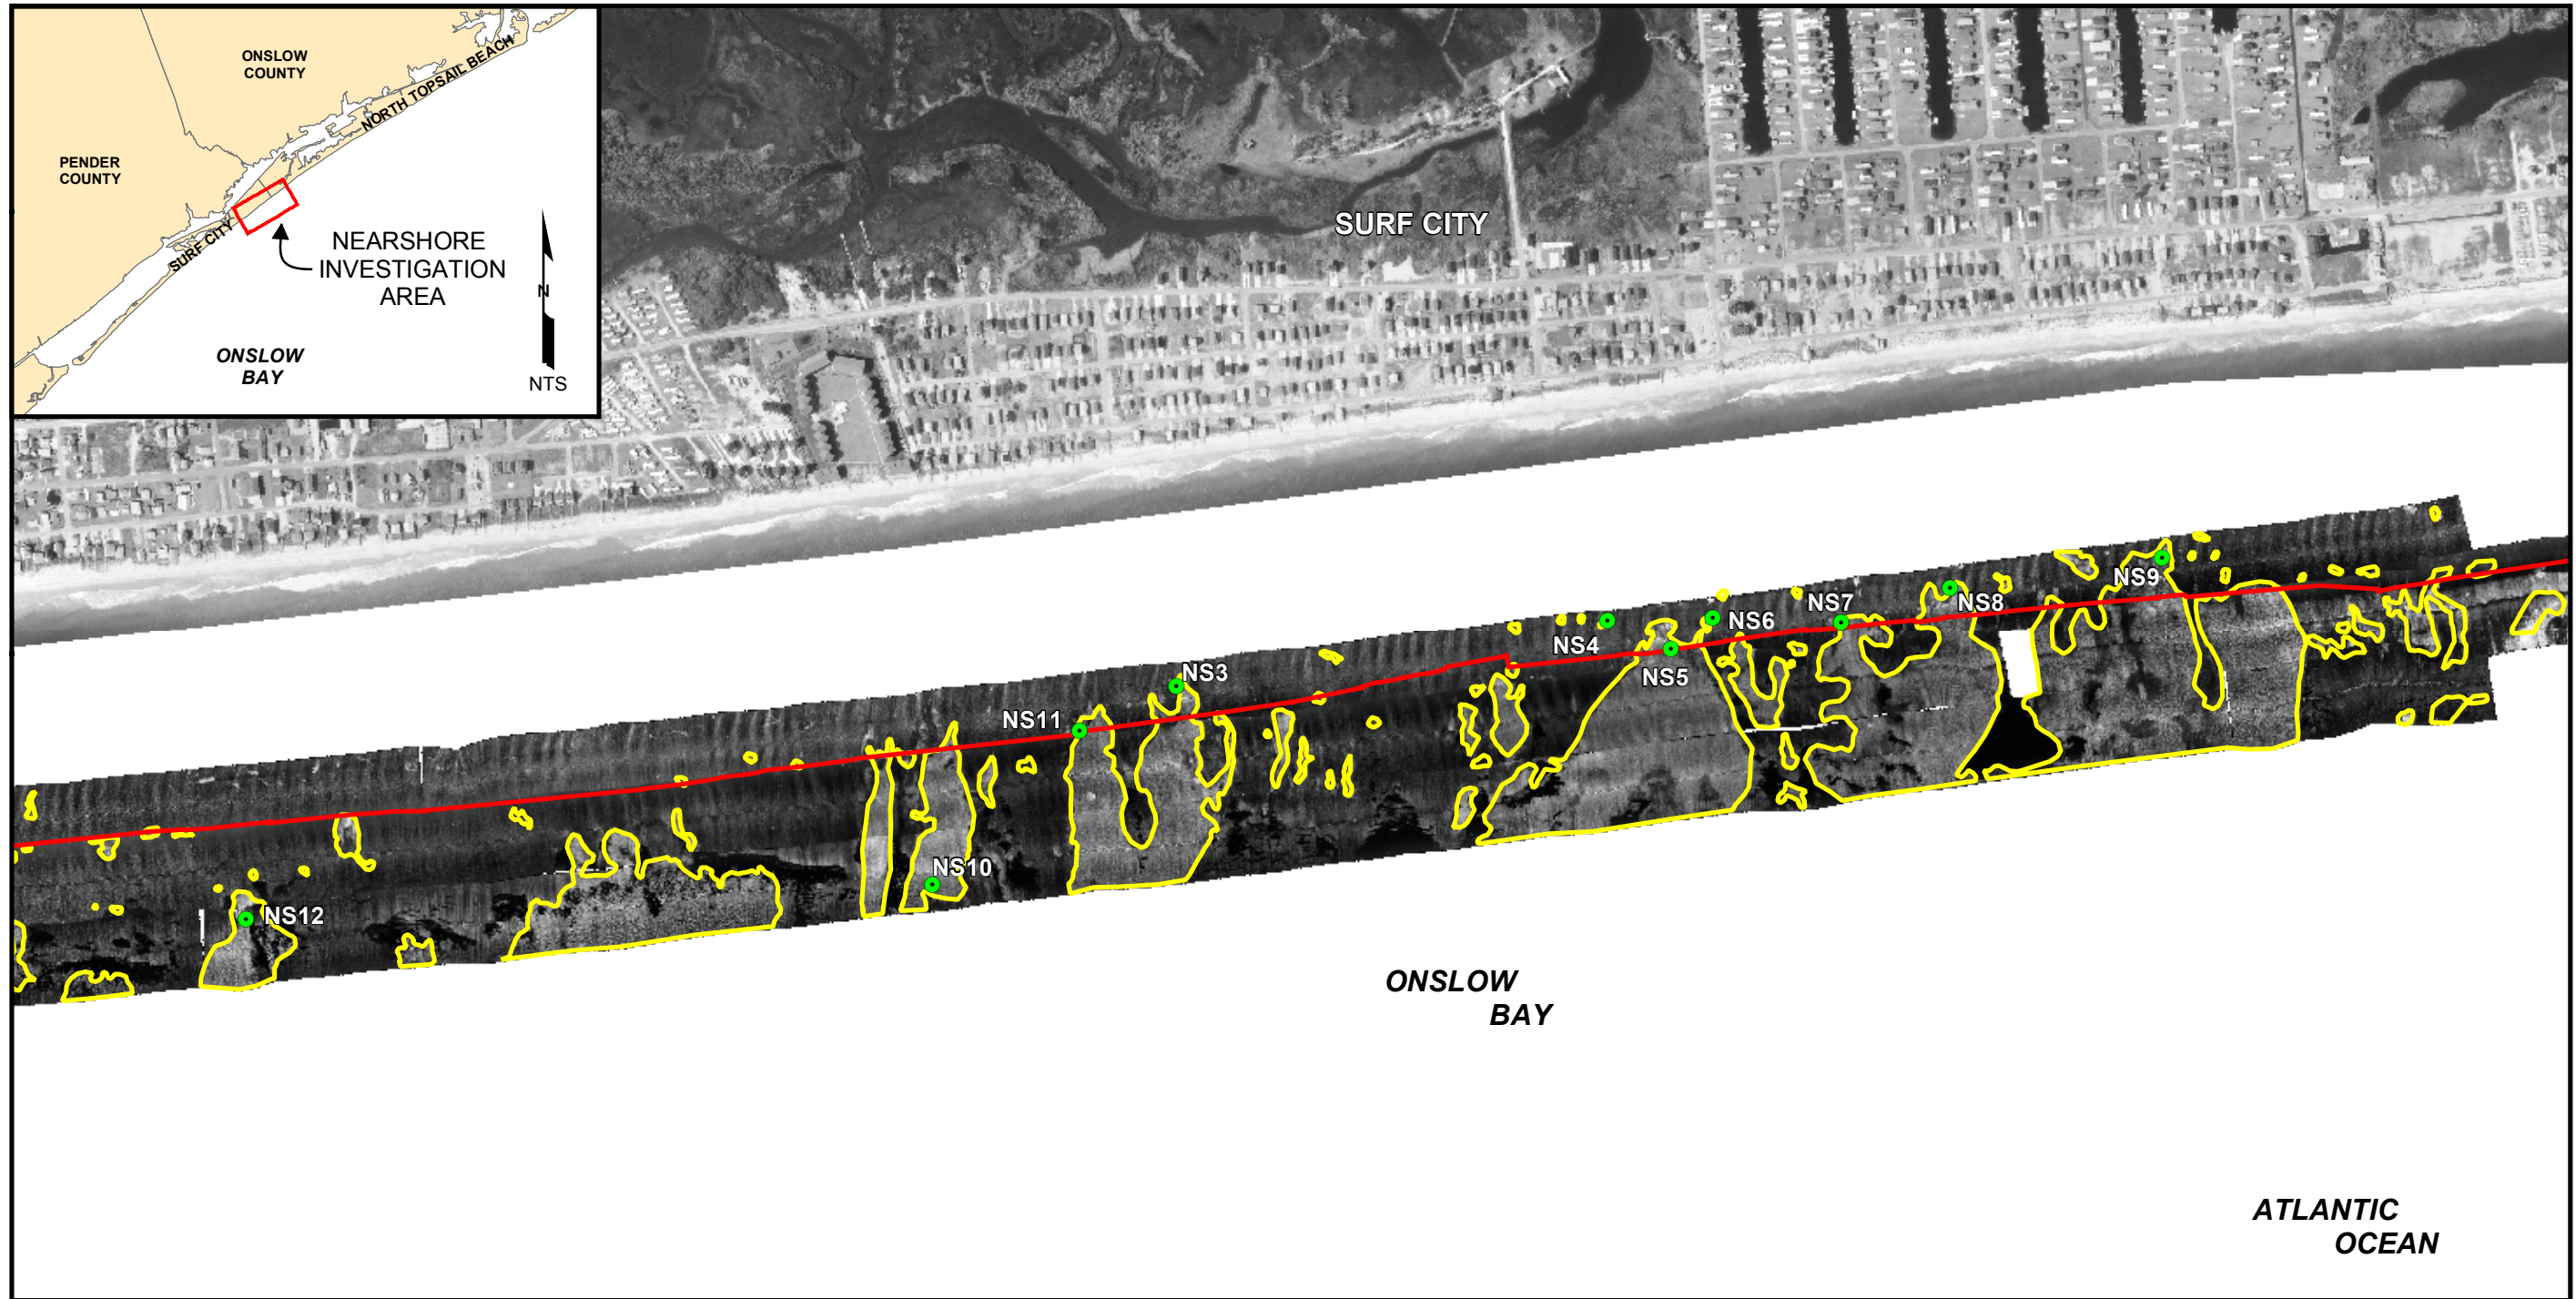 ONSLOW
COUNTY
NORTH TOPSAIL BEACH
PENDER
COUNTY
SURF CITY
NEARSHORE
INVESTIGATION
AREA
N
NTS
ONSLOW
BAY
SURF CITY
NS9
NS8
NS7
NS6
NS4
NS5
NS3
NS11
NS10
NS12
ONSLOW
BAY
ATLANTIC
OCEAN